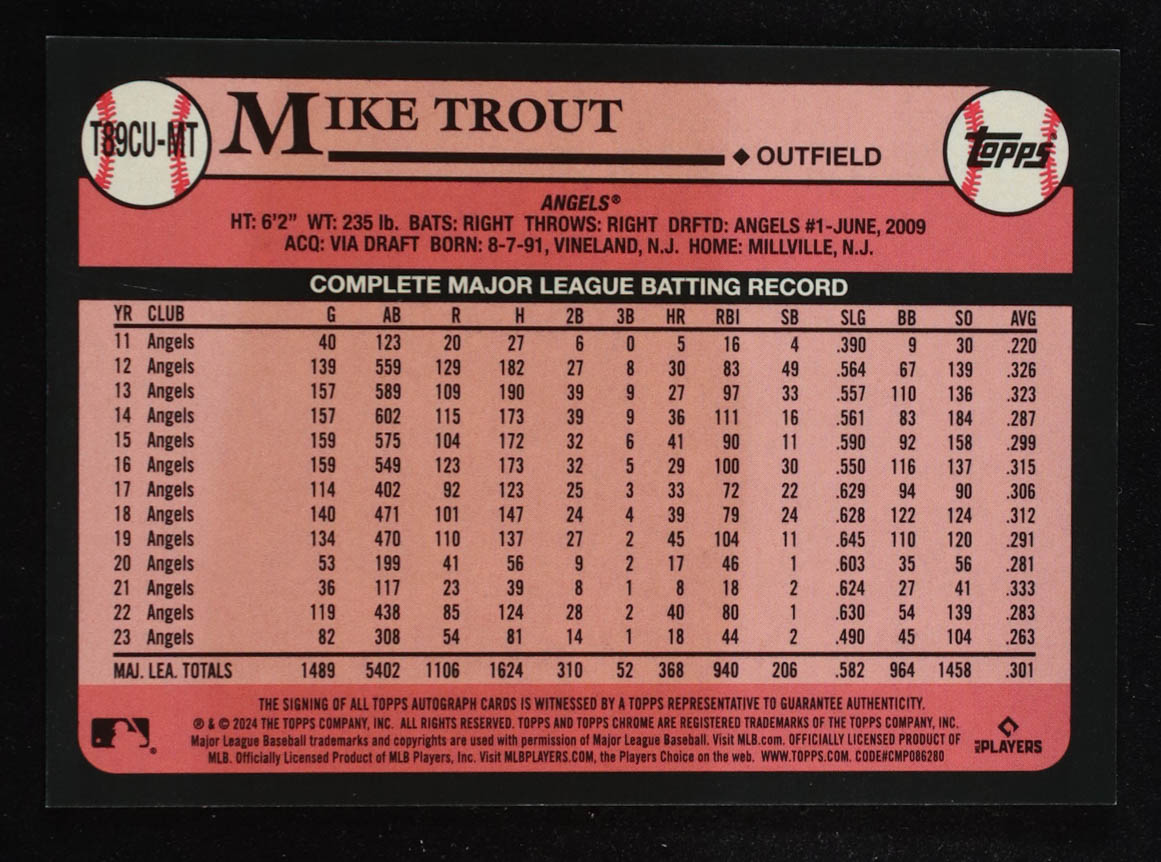 T89CU-MT
MIKE TROUT
◆ OUTFIELD
TOPPS
ANGELS®
HT: 6'2" WT: 235 lb. BATS: RIGHT THROWS: RIGHT DRFTD: ANGELS #1-JUNE, 2009
ACQ: VIA DRAFT BORN: 8-7-91, VINELAND, N.J. HOME: MILLVILLE, N.J.
COMPLETE MAJOR LEAGUE BATTING RECORD
YR CLUB G AB R H 2B 3B HR RBI SB SLG BB SO AVG
11 Angels 40 123 20 27 6 0 5 16 4 .390 9 30 .220
12 Angels 139 559 129 182 27 8 30 83 49 .564 67 139 .326
13 Angels 157 589 109 190 39 9 27 97 33 .557 110 136 .323
14 Angels 157 602 115 173 39 9 36 111 16 .561 83 184 .287
15 Angels 159 575 104 172 32 6 41 90 11 .590 92 158 .299
16 Angels 159 549 123 173 32 5 29 100 30 .550 116 137 .315
17 Angels 114 402 92 123 25 3 33 72 22 .629 94 90 .306
18 Angels 140 471 101 147 24 4 39 79 24 .628 122 124 .312
19 Angels 134 470 110 137 27 2 45 104 11 .645 110 120 .291
20 Angels 53 199 41 56 9 2 17 46 1 .603 35 56 .281
21 Angels 36 117 23 39 8 1 8 18 2 .624 27 41 .333
22 Angels 119 438 85 124 28 2 40 80 1 .630 54 139 .283
23 Angels 82 308 54 81 14 1 18 44 2 .490 45 104 .263
MAJ. LEA. TOTALS 1489 5402 1106 1624 310 52 368 940 206 .582 964 1458 .301
THE SIGNING OF ALL TOPPS AUTOGRAPH CARDS IS WITNESSED BY A TOPPS REPRESENTATIVE TO GUARANTEE AUTHENTICITY.
® & © 2024 THE TOPPS COMPANY, INC. ALL RIGHTS RESERVED. TOPPS AND TOPPS CHROME ARE REGISTERED TRADEMARKS OF THE TOPPS COMPANY, INC.
Major League Baseball trademarks and copyrights are used with permission of Major League Baseball. Visit MLB.com. OFFICIALLY LICENSED PRODUCT OF
MLB. Officially Licensed Product of MLB Players, Inc. Visit MLBPLAYERS.COM, the Players Choice on the web. WWW.TOPPS.COM. CODE#CMP086280
MLB PLAYERS